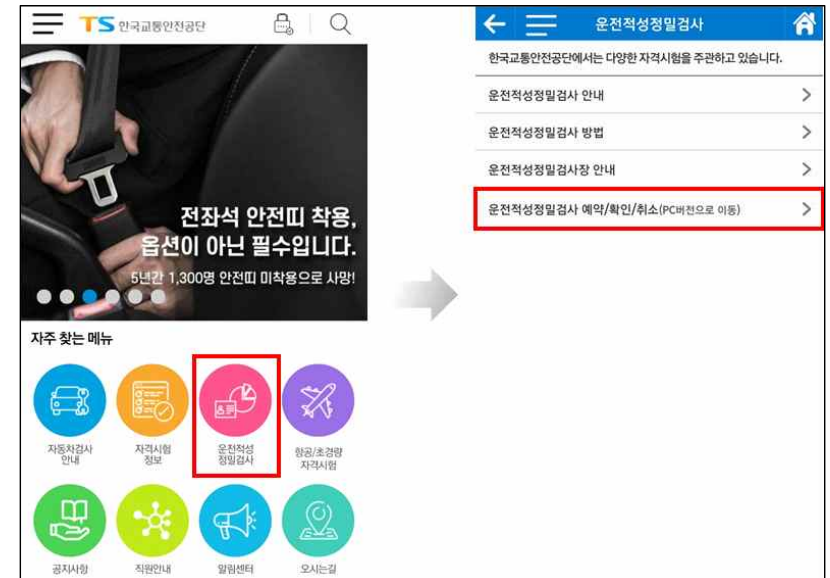 TS 한국교통안전공단
전좌석 안전띠 착용,
옵션이 아닌 필수입니다.
5년간 1,300명 안전띠 미착용으로 사망!
자주 찾는 메뉴
자동차검사
안내
자격시험
정보
운전적성
정밀검사
항공/초경량
자격시험
공지사항
직원안내
알림센터
오시는길
운전적성정밀검사
한국교통안전공단에서는 다양한 자격시험을 주관하고 있습니다.
운전적성정밀검사 안내
운전적성정밀검사 방법
운전적성정밀검사장 안내
운전적성정밀검사 예약/확인/취소(PC버전으로 이동)